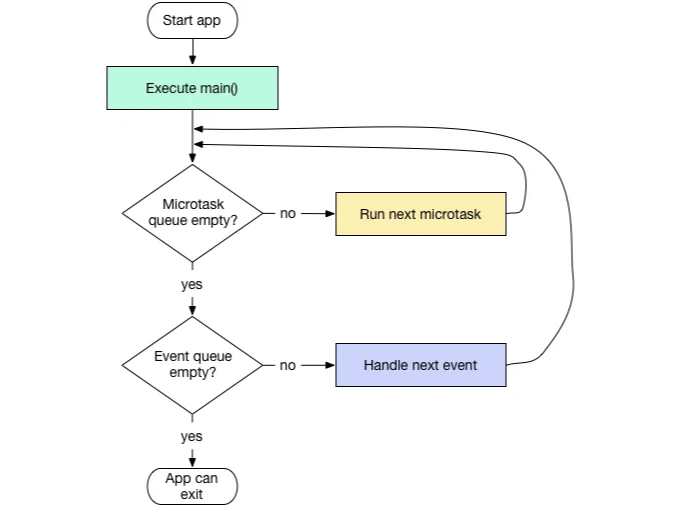 Start app
Execute main()
Microtask
queue empty?
no
Run next microtask
yes
Event queue
empty?
no
Handle next event
yes
App can
exit